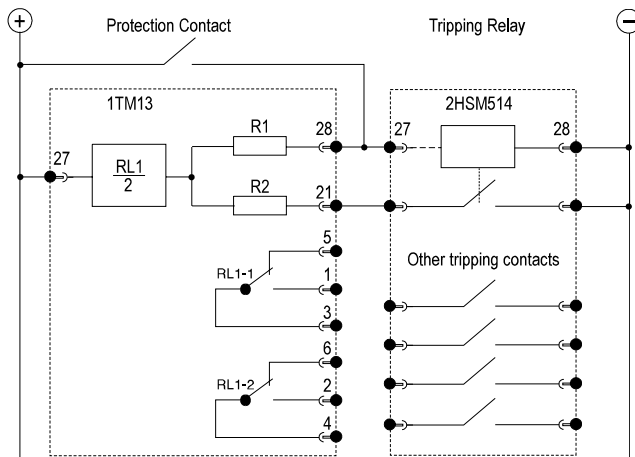 +
−
Protection Contact
Tripping Relay
1TM13
2HSM514
R1
28
27
28
27
RL1
2
R2
21
5
RL1-1
1
3
Other tripping contacts
6
RL1-2
2
4